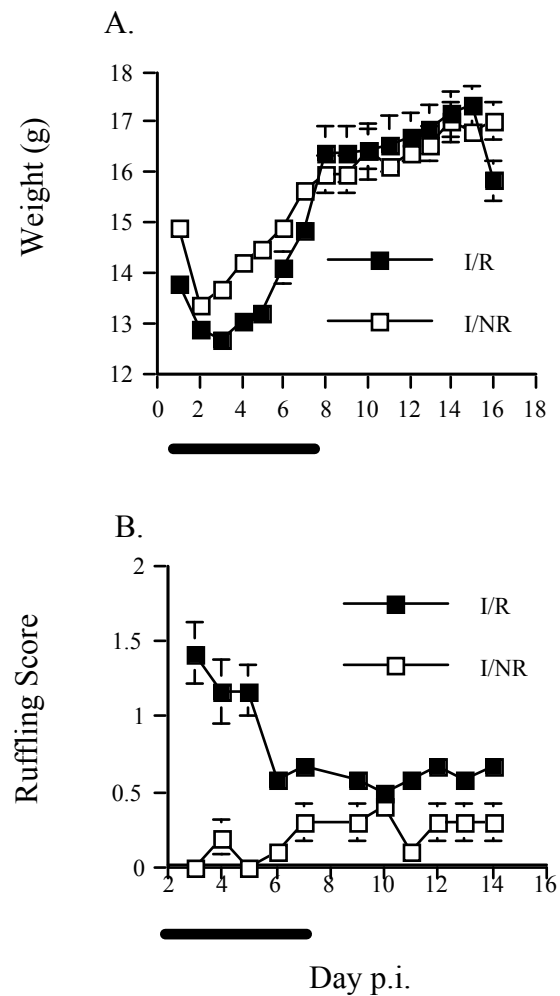 A.
Weight (g)
18
17
16
15
14
13
12
I/R
I/NR
0 2 4 6 8 10 12 14 16 18
B.
Ruffling Score
2
1.5
1
0.5
0
I/R
I/NR
2 4 6 8 10 12 14 16
Day p.i.